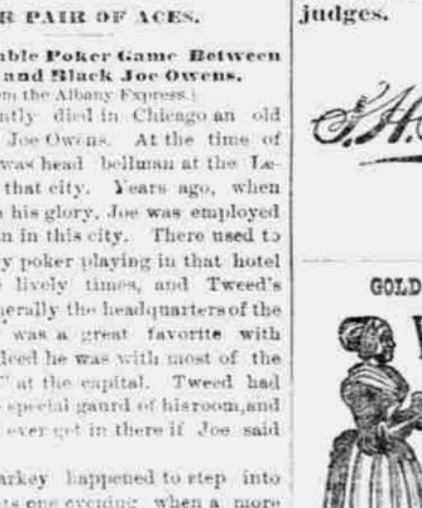 R PAIR OF ACES.
ble Poker Game Between
and Black Joe Owens.
m the Albany Express.]
ntly died in Chicago an old
Joe Owens. At the time of
was head bellman at the Le-
that city. Years ago, when
his glory, Joe was employed
n in this city. There used to
y poker playing in that hotel
lively times, and Tweed's
nerally the headquarters of the
was a great favorite with
deed he was with most of the
" at the capital. Tweed had
special gaurd of his room, and
ever get in there if Joe said
arkey happened to step into
one evening when a more
judges.
GOLD